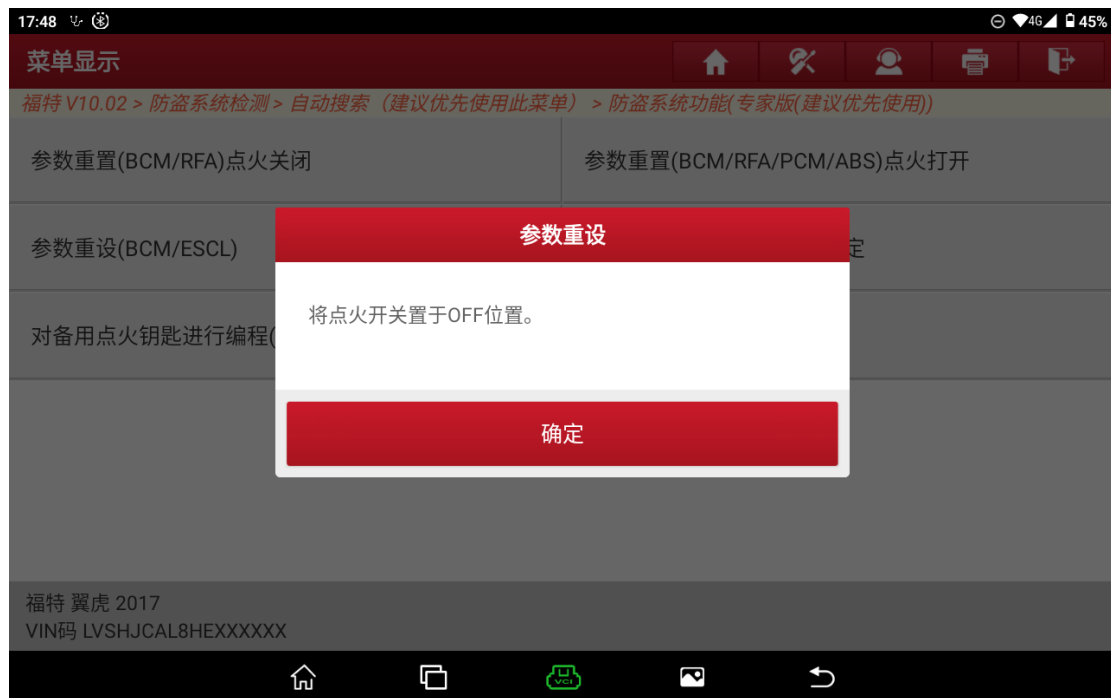 17:48
4G 45%
菜单显示
福特 V10.02 > 防盗系统检测 > 自动搜索（建议优先使用此菜单） > 防盗系统功能(专家版(建议优先使用))
参数重置(BCM/RFA)点火关闭
参数重置(BCM/RFA/PCM/ABS)点火打开
参数重设
参数重设(BCM/ESCL)
定
将点火开关置于OFF位置。
对备用点火钥匙进行编程(
确定
福特 翼虎 2017
VIN码 LVSHJCAL8HEXXXXXX
VCI